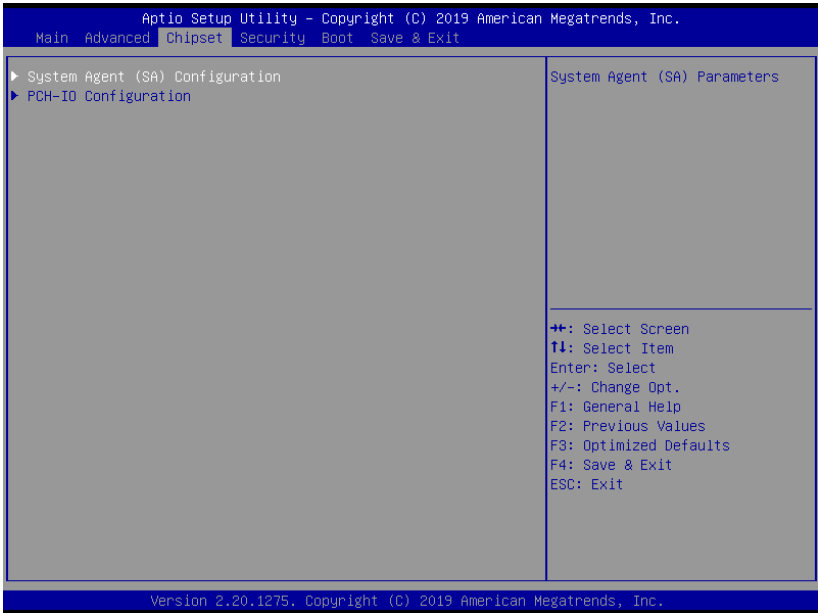 Aptio Setup Utility – Copyright (C) 2019 American Megatrends, Inc.
Main Advanced Chipset Security Boot Save & Exit
System Agent (SA) Configuration
PCH-IO Configuration
System Agent (SA) Parameters
→←: Select Screen
↑↓: Select Item
Enter: Select
+/-: Change Opt.
F1: General Help
F2: Previous Values
F3: Optimized Defaults
F4: Save & Exit
ESC: Exit
Version 2.20.1275. Copyright (C) 2019 American Megatrends, Inc.